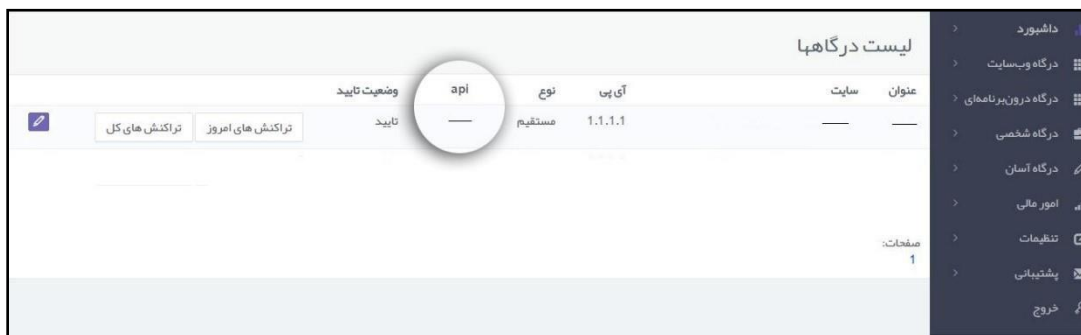 داشبورد
درگاه وب‌سایت
درگاه درون‌برنامه‌ای
درگاه شخصی
درگاه آسان
امور مالی
تنظیمات
پشتیبانی
خروج
لیست درگاهها
عنوان سایت آی پی نوع api وضعیت تایید
1.1.1.1 مستقیم تایید تراکنش های امروز تراکنش های کل
صفحات:
1